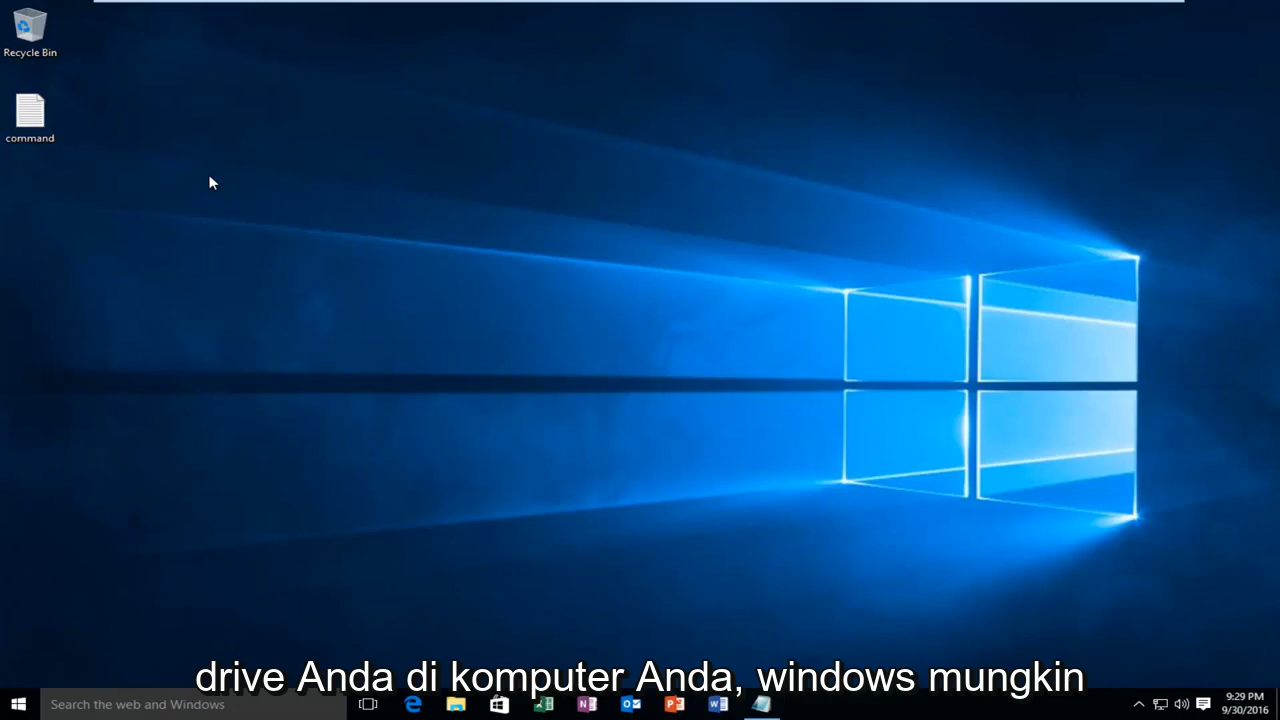 Recycle Bin
command
drive Anda di komputer Anda, windows mungkin
Search the web and Windows
9:29 PM
9/30/2016